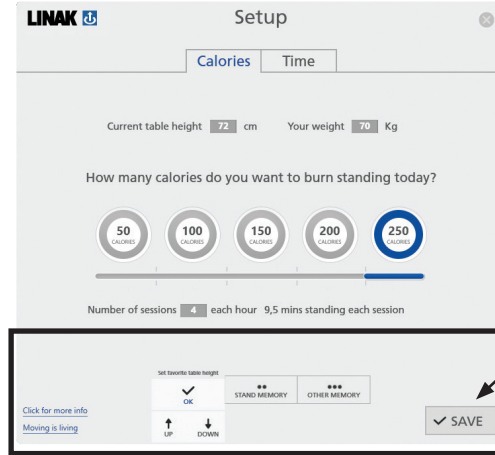 LINAK
Setup
Calories Time
Current table height 72 cm Your weight 70 Kg
How many calories do you want to burn standing today?
50 CALORIES
100 CALORIES
150 CALORIES
200 CALORIES
250 CALORIES
Number of sessions 4 each hour 9,5 mins standing each session
Set favorite table height
OK
STAND MEMORY
OTHER MEMORY
UP DOWN
Click for more info
Moving is living
SAVE